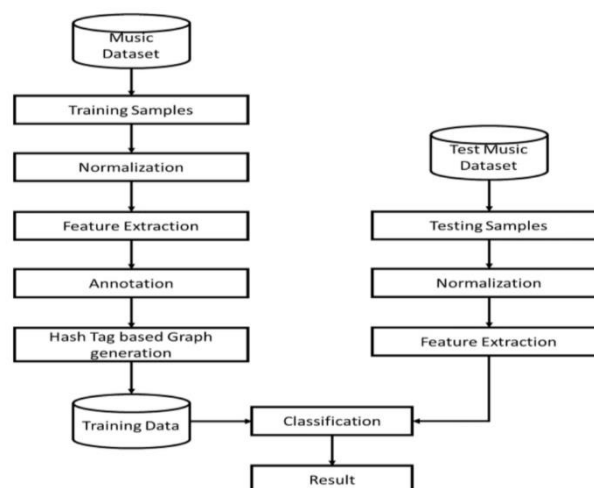 Music
Dataset
Training Samples
Normalization
Feature Extraction
Annotation
Hash Tag based Graph
generation
Training Data
Test Music
Dataset
Testing Samples
Normalization
Feature Extraction
Classification
Result